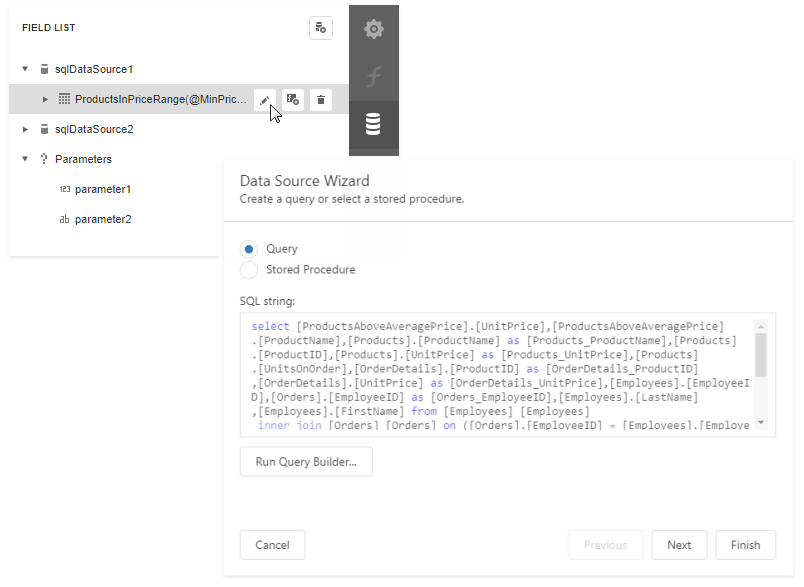 FIELD LIST
sqlDataSource1
ProductsInPriceRange(@MinPric...
sqlDataSource2
Parameters
123 parameter1
ab parameter2
Data Source Wizard
Create a query or select a stored procedure.
Query
Stored Procedure
SQL string:
select [ProductsAboveAveragePrice].[UnitPrice],[ProductsAboveAveragePrice]
.[ProductName],[Products].[ProductName] as [Products_ProductName],[Products]
.[ProductID],[Products].[UnitPrice] as [Products_UnitPrice],[Products]
.[UnitsOnOrder],[OrderDetails].[ProductID] as [OrderDetails_ProductID]
,[OrderDetails].[UnitPrice] as [OrderDetails_UnitPrice],[Employees].[EmployeeI
D],[Orders].[EmployeeID] as [Orders_EmployeeID],[Employees].[LastName]
,[Employees].[FirstName] from [Employees] [Employees]
inner join [Orders] [Orders] on ([Orders].[EmployeeID] = [Employees].[Employe
Run Query Builder...
Cancel
Previous
Next
Finish